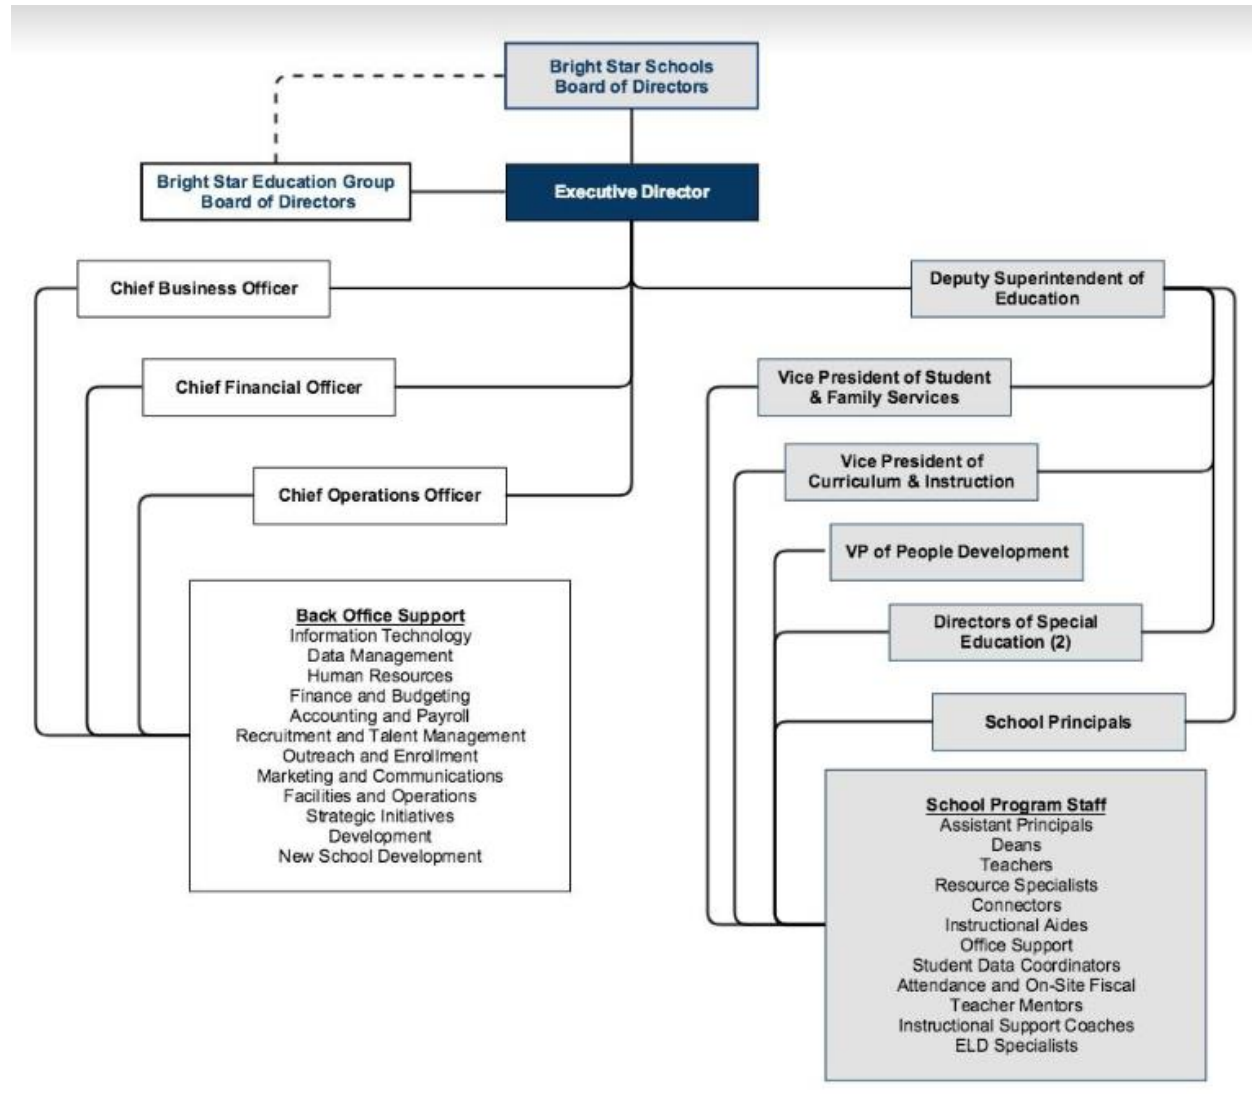 Bright Star Schools
Board of Directors
Bright Star Education Group
Board of Directors
Executive Director
Chief Business Officer
Deputy Superintendent of
Education
Chief Financial Officer
Vice President of Student
& Family Services
Vice President of
Curriculum & Instruction
Chief Operations Officer
VP of People Development
Directors of Special
Education (2)
School Principals
Back Office Support
Information Technology
Data Management
Human Resources
Finance and Budgeting
Accounting and Payroll
Recruitment and Talent Management
Outreach and Enrollment
Marketing and Communications
Facilities and Operations
Strategic Initiatives
Development
New School Development
School Program Staff
Assistant Principals
Deans
Teachers
Resource Specialists
Connectors
Instructional Aides
Office Support
Student Data Coordinators
Attendance and On-Site Fiscal
Teacher Mentors
Instructional Support Coaches
ELD Specialists